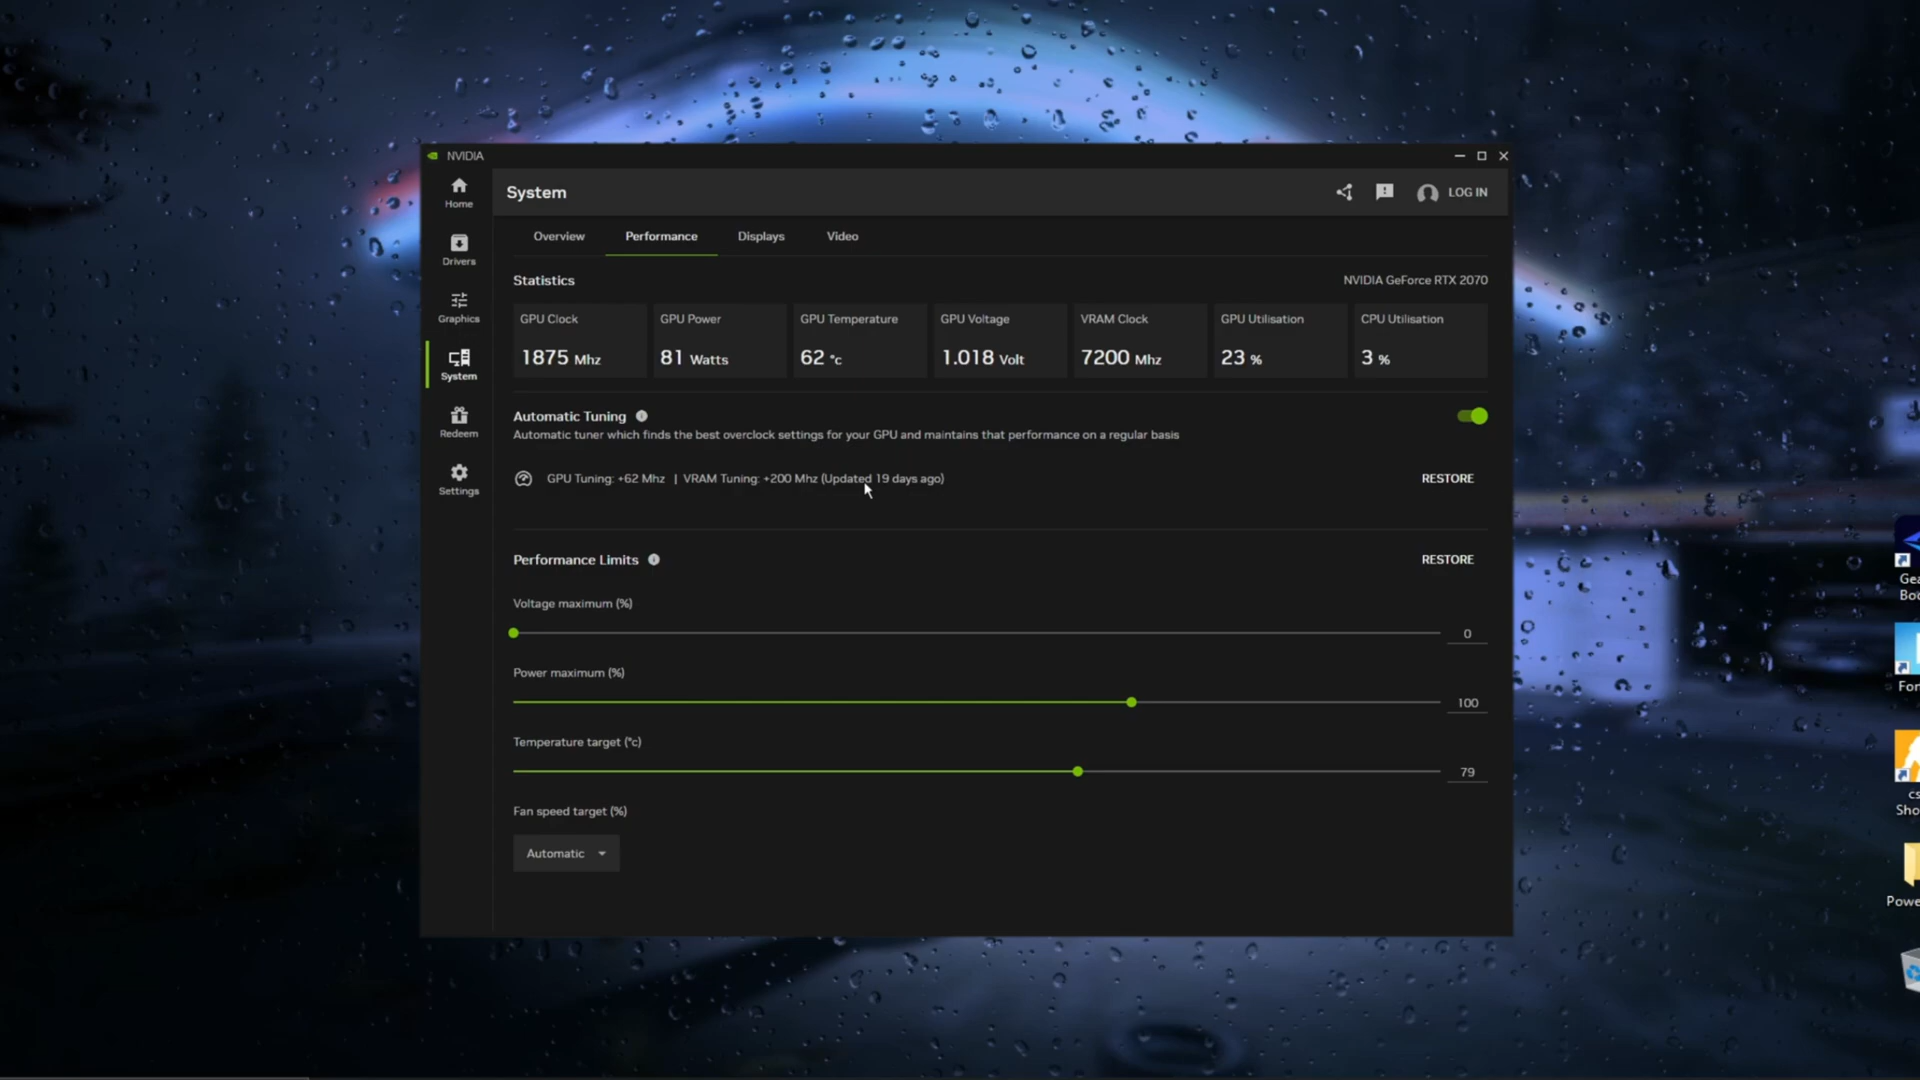 NVIDIA
Home
Drivers
Graphics
System
Redeem
Settings
System
LOG IN
Overview Performance Displays Video
Statistics NVIDIA GeForce RTX 2070
GPU Clock GPU Power GPU Temperature GPU Voltage VRAM Clock GPU Utilisation CPU Utilisation
1875 Mhz 81 Watts 62 °c 1.018 Volt 7200 Mhz 23 % 3 %
Automatic Tuning
Automatic tuner which finds the best overclock settings for your GPU and maintains that performance on a regular basis
GPU Tuning: +62 Mhz | VRAM Tuning: +200 Mhz (Updated 19 days ago) RESTORE
Performance Limits RESTORE
Voltage maximum (%)
0
Power maximum (%)
100
Temperature target (°c)
79
Fan speed target (%)
Automatic
Gea
Boo
For
cs
Sho
Powe